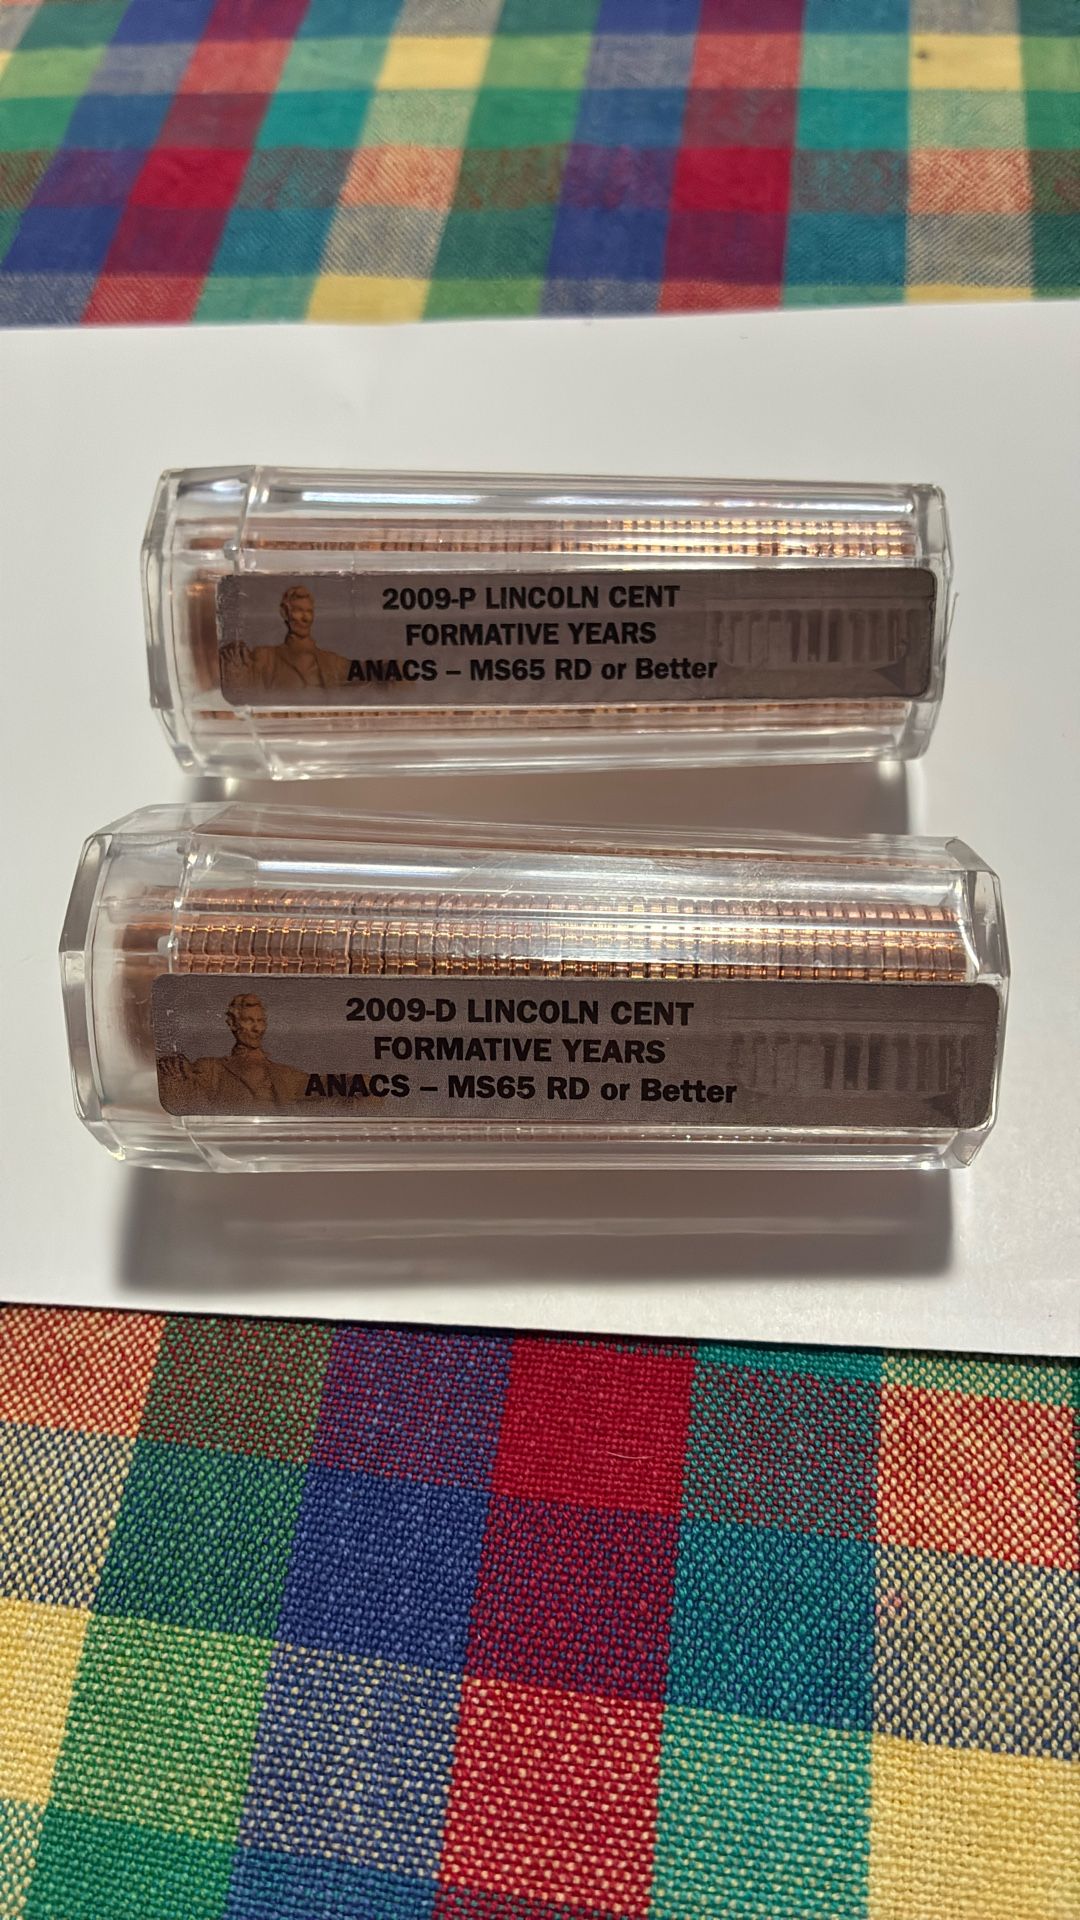 2009-P LINCOLN CENT
FORMATIVE YEARS
ANACS – MS65 RD or Better
2009-D LINCOLN CENT
FORMATIVE YEARS
ANACS – MS65 RD or Better